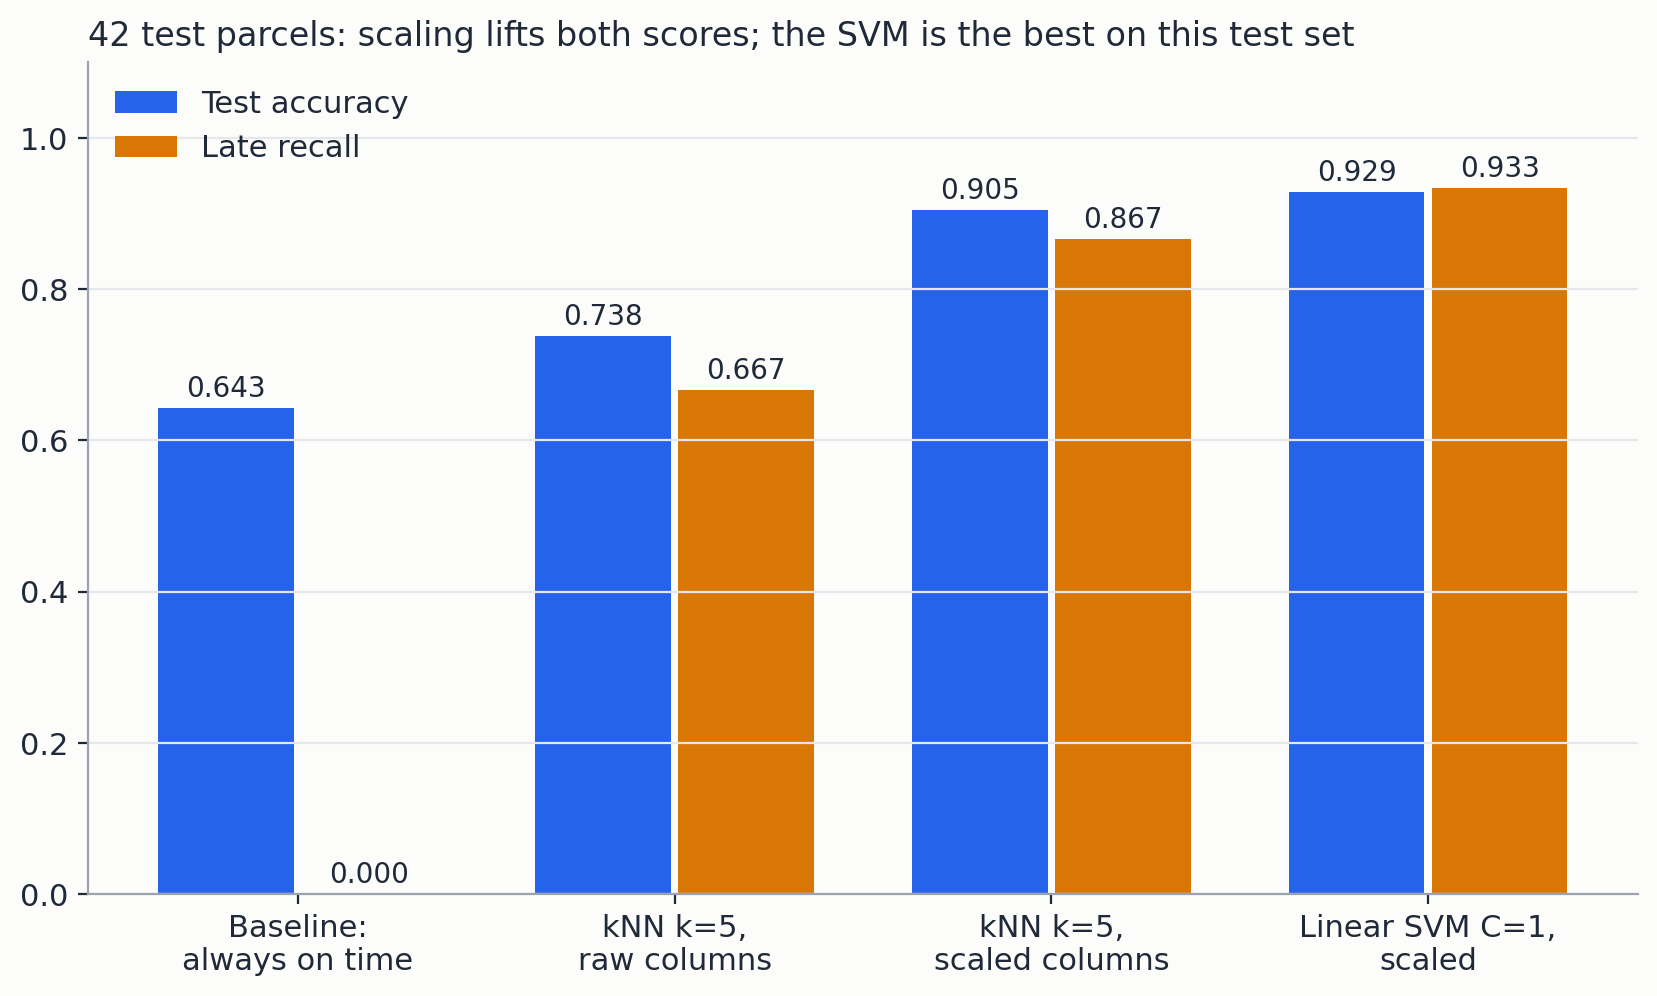 42 test parcels: scaling lifts both scores; the SVM is the best on this test set
Test accuracy
Late recall
1.0
0.8
0.6
0.4
0.2
0.0
0.643
0.000
0.738
0.667
0.905
0.867
0.929
0.933
Baseline:
always on time
kNN k=5,
raw columns
kNN k=5,
scaled columns
Linear SVM C=1,
scaled